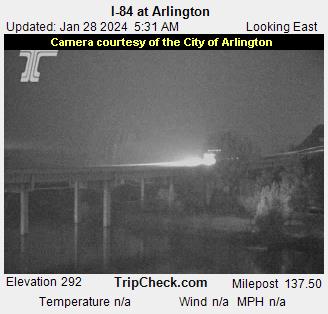 I-84 at Arlington
Updated: Jan 28 2024 5:31 AM Looking East
Camera courtesy of the City of Arlington
Elevation 292 TripCheck.com Milepost 137.50
Temperature n/a Wind n/a MPH n/a